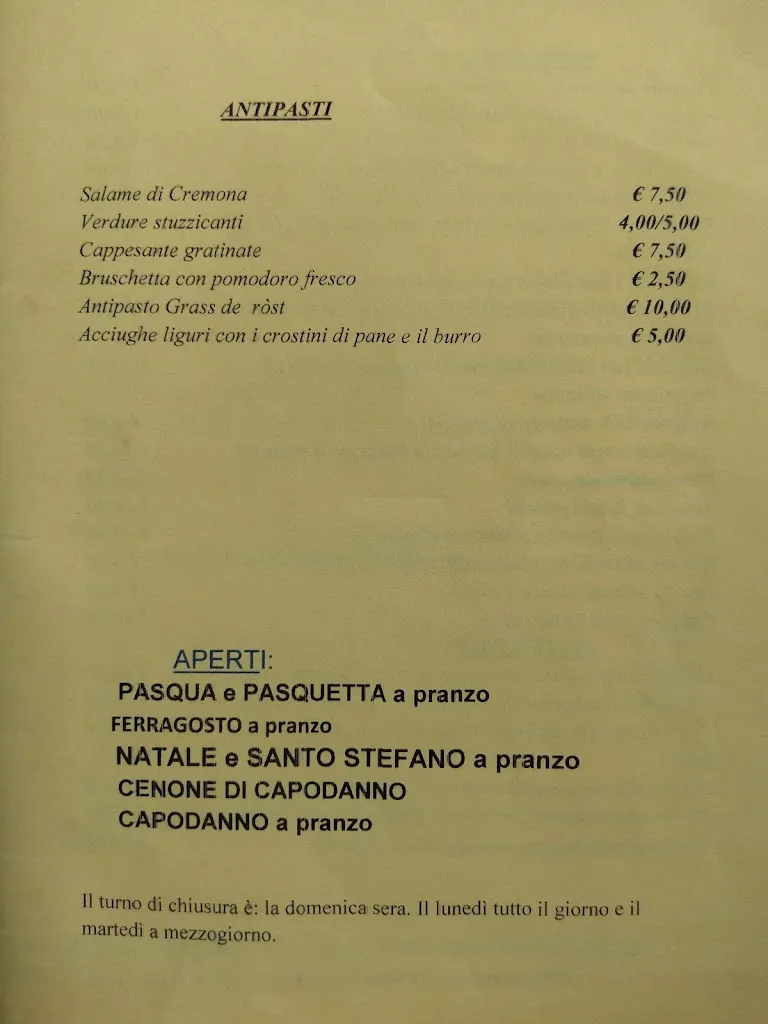 ANTIPASTI
Salame di Cremona € 7,50
Verdure stuzzicanti 4,00/5,00
Cappesante gratinate € 7,50
Bruschetta con pomodoro fresco € 2,50
Antipasto Grass de ròst € 10,00
Acciughe liguri con i crostini di pane e il burro € 5,00
APERTI:
PASQUA e PASQUETTA a pranzo
FERRAGOSTO a pranzo
NATALE e SANTO STEFANO a pranzo
CENONE DI CAPODANNO
CAPODANNO a pranzo
Il turno di chiusura è: la domenica sera. Il lunedì tutto il giorno e il
martedì a mezzogiorno.